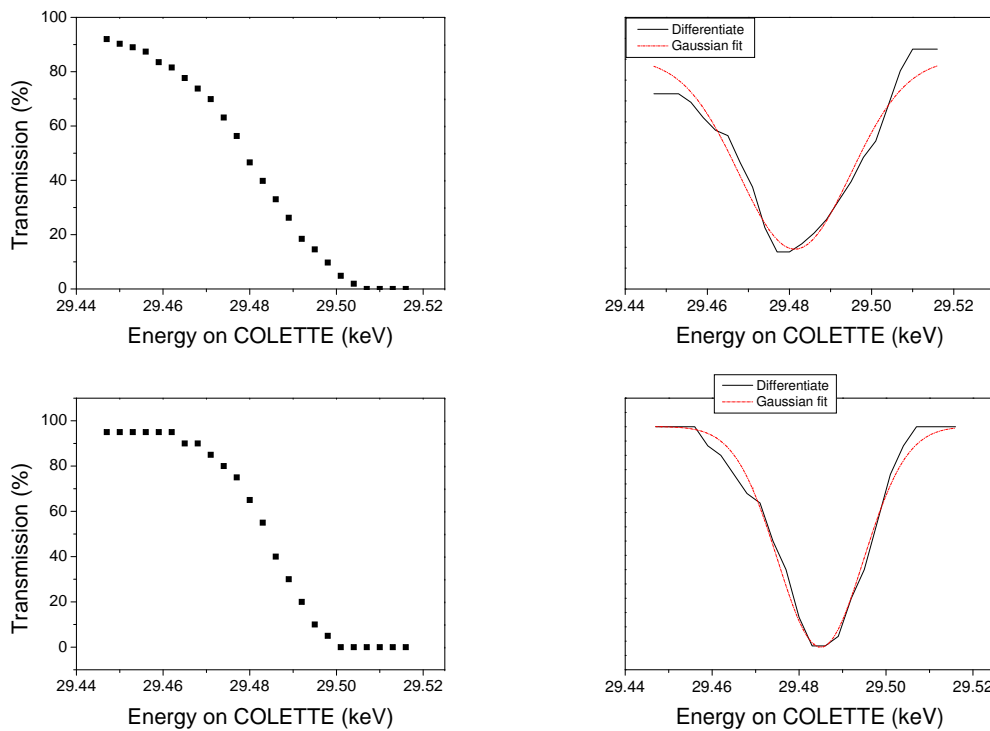 100
80
60
40
20
0
Transmission (%)
29.44 29.46 29.48 29.50 29.52
Energy on COLETTE (keV)
Differentiate
Gaussian fit
29.44 29.46 29.48 29.50 29.52
Energy on COLETTE (keV)
100
80
60
40
20
0
Transmission (%)
29.44 29.46 29.48 29.50 29.52
Energy on COLETTE (keV)
Differentiate
Gaussian fit
29.44 29.46 29.48 29.50 29.52
Energy on COLETTE (keV)